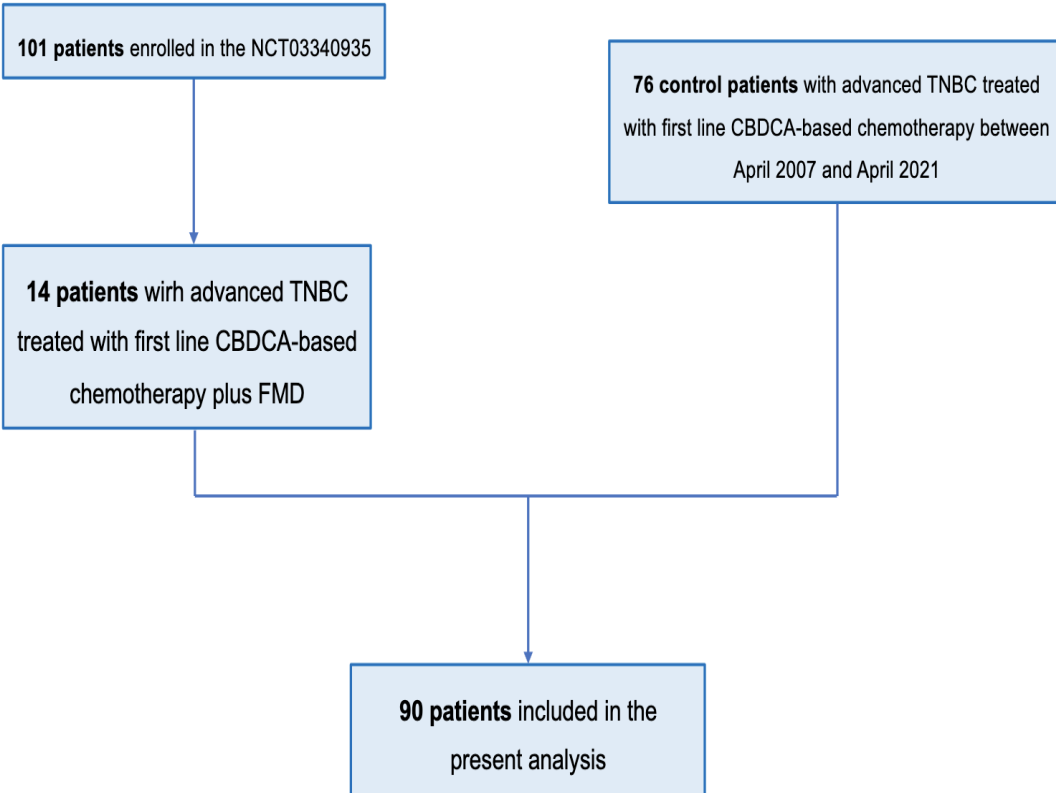 101 patients enrolled in the NCT03340935
76 control patients with advanced TNBC treated
with first line CBDCA-based chemotherapy between
April 2007 and April 2021
14 patients wirh advanced TNBC
treated with first line CBDCA-based
chemotherapy plus FMD
90 patients included in the
present analysis